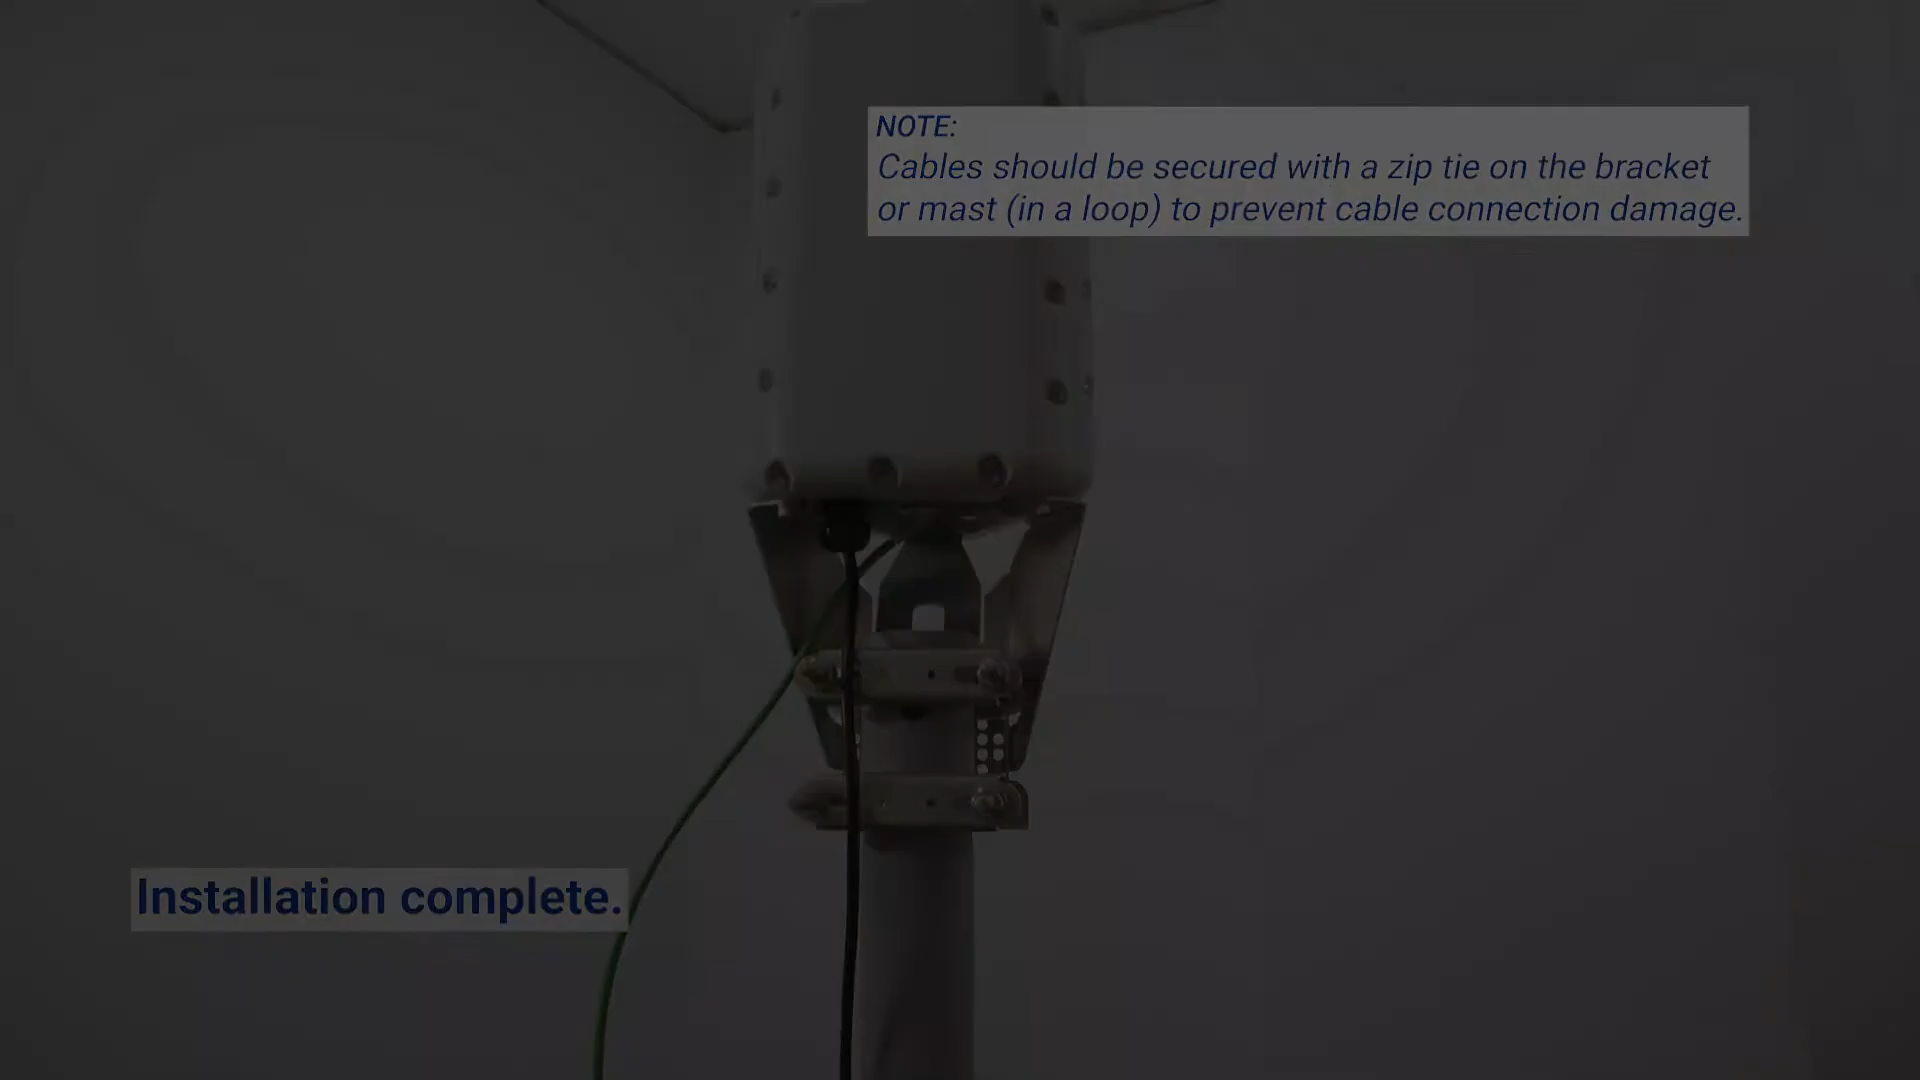 NOTE:
Cables should be secured with a zip tie on the bracket
or mast (in a loop) to prevent cable connection damage.
Installation complete.